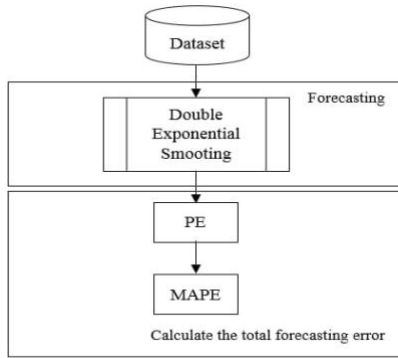 Dataset
Forecasting
Double
Exponential
Smooting
PE
MAPE
Calculate the total forecasting error